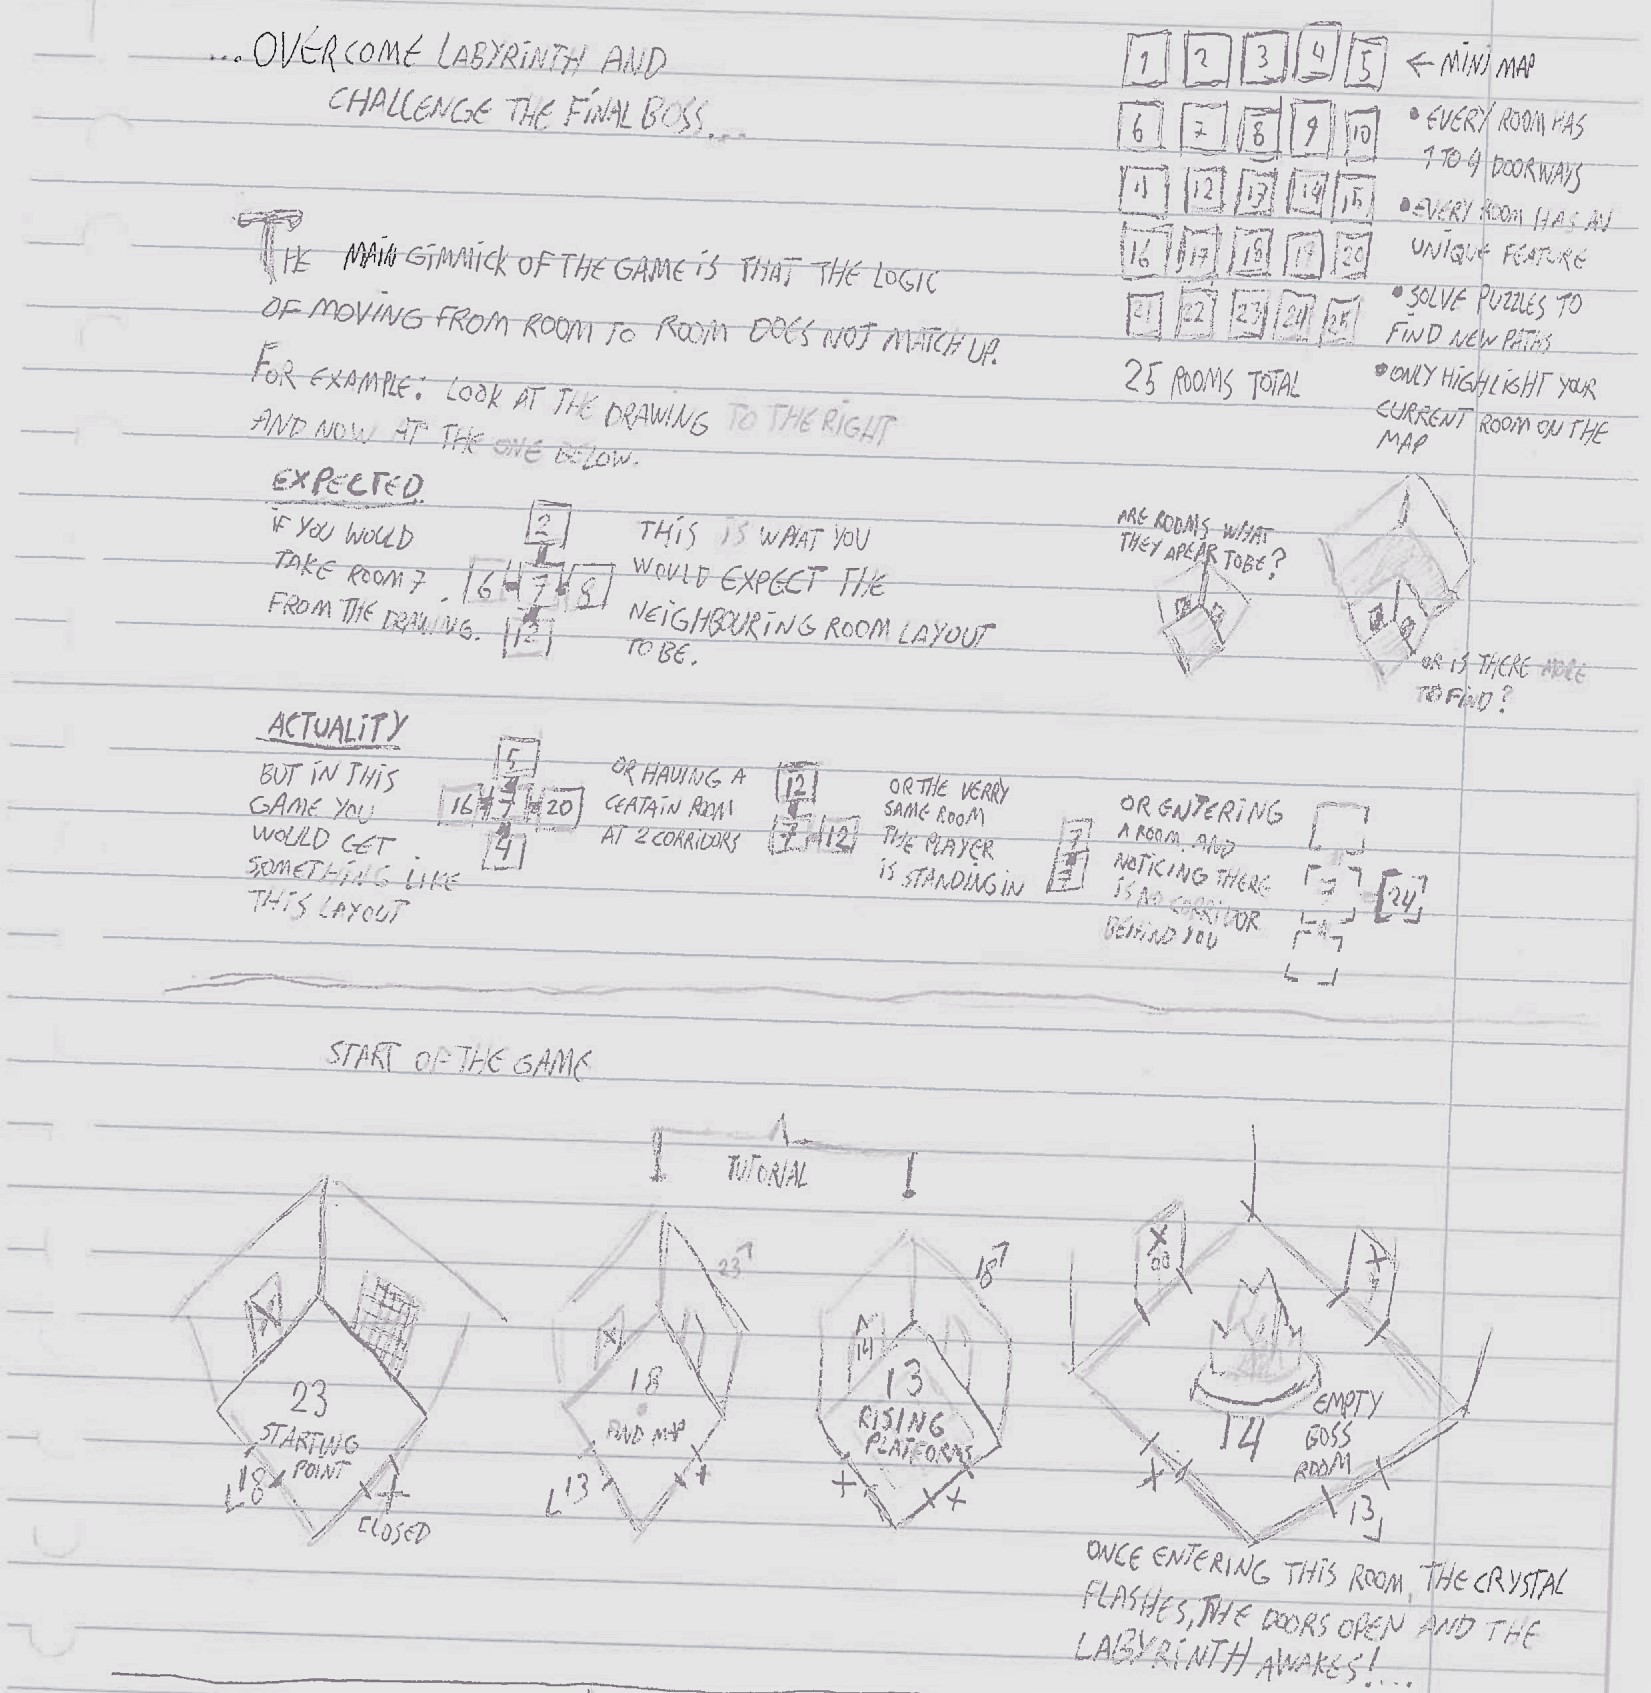 ...OVERCOME LABYRINTH AND
CHALLENGE THE FINAL BOSS...
1 2 3 4 5 ← MINI MAP
6 7 8 9 10
11 12 13 14 15
16 17 18 19 20
21 22 23 24 25
25 ROOMS TOTAL
• EVERY ROOM HAS
1 TO 4 DOORWAYS
• EVERY ROOM HAS AN
UNIQUE FEATURE
• SOLVE PUZZLES TO
FIND NEW PATHS
• ONLY HIGHLIGHT YOUR
CURRENT ROOM ON THE
MAP
THE MAIN GIMMICK OF THE GAME IS THAT THE LOGIC
OF MOVING FROM ROOM TO ROOM DOES NOT MATCH UP.
FOR EXAMPLE: LOOK AT THE DRAWING TO THE RIGHT
AND NOW AT THE ONE BELOW.
EXPECTED
IF YOU WOULD
TAKE ROOM 7
FROM THE DRAWING.
2
6 7 8
12
THIS IS WHAT YOU
WOULD EXPECT THE
NEIGHBOURING ROOM LAYOUT
TO BE.
ARE ROOMS WHAT
THEY APEAR TO BE?
OR IS THERE MORE
TO FIND?
ACTUALITY
BUT IN THIS
GAME YOU
WOULD GET
SOMETHING LIKE
THIS LAYOUT
5
16 7 20
4
OR HAVING A
CERTAIN ROOM
AT 2 CORRIDORS
12
7 12
OR THE VERRY
SAME ROOM
THE PLAYER
IS STANDING IN
7
7
OR ENTERING
A ROOM AND
NOTICING THERE
IS NO CORRIDOR
BEHIND YOU
7 24
START OF THE GAME
TUTORIAL
X
23
STARTING
POINT
18
X
CLOSED
23
X
18
FIND MAP
13
X
18
14
13
RISING
PLATFORMS
X
X
X
X
14
EMPTY
BOSS
ROOM
X
13
ONCE ENTERING THIS ROOM, THE CRYSTAL
FLASHES, THE DOORS OPEN AND THE
LABYRINTH AWAKES!...